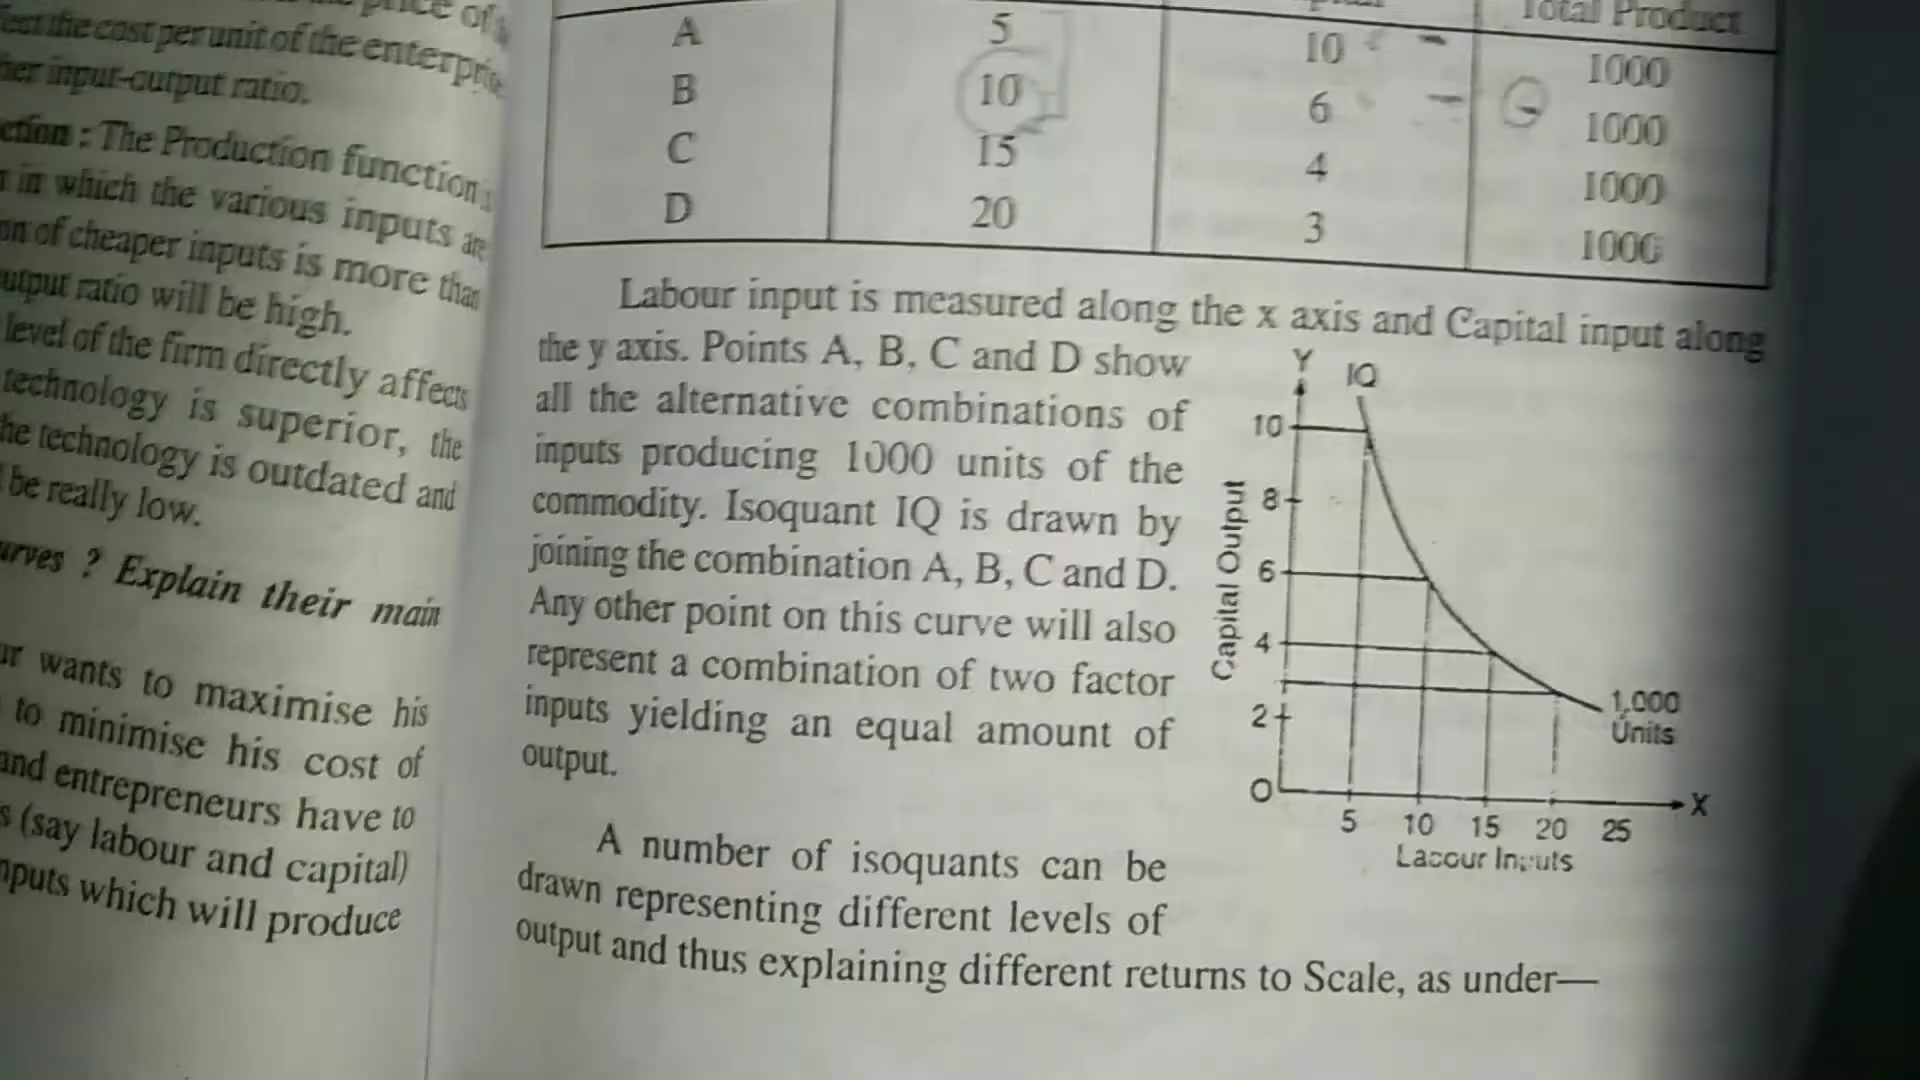 price of
the cost per unit of the enterprise
input-output ratio.
: The Production function
in which the various inputs are
of cheaper inputs is more than
output ratio will be high.
level of the firm directly affects
technology is superior, the
the technology is outdated and
be really low.
? Explain their main
wants to maximise his
to minimise his cost of
and entrepreneurs have to
(say labour and capital)
which will produce
Total Product
A 5 10 1000
B 10 6 1000
C 15 4 1000
D 20 3 1000
Labour input is measured along the x axis and Capital input along
the y axis. Points A, B, C and D show
all the alternative combinations of
inputs producing 1000 units of the
commodity. Isoquant IQ is drawn by
joining the combination A, B, C and D.
Any other point on this curve will also
represent a combination of two factor
inputs yielding an equal amount of
output.
Y IQ
10
8
6
4
2
O
Capital Output
1,000
Units
X
5 10 15 20 25
Labour Inputs
A number of isoquants can be
drawn representing different levels of
output and thus explaining different returns to Scale, as under—